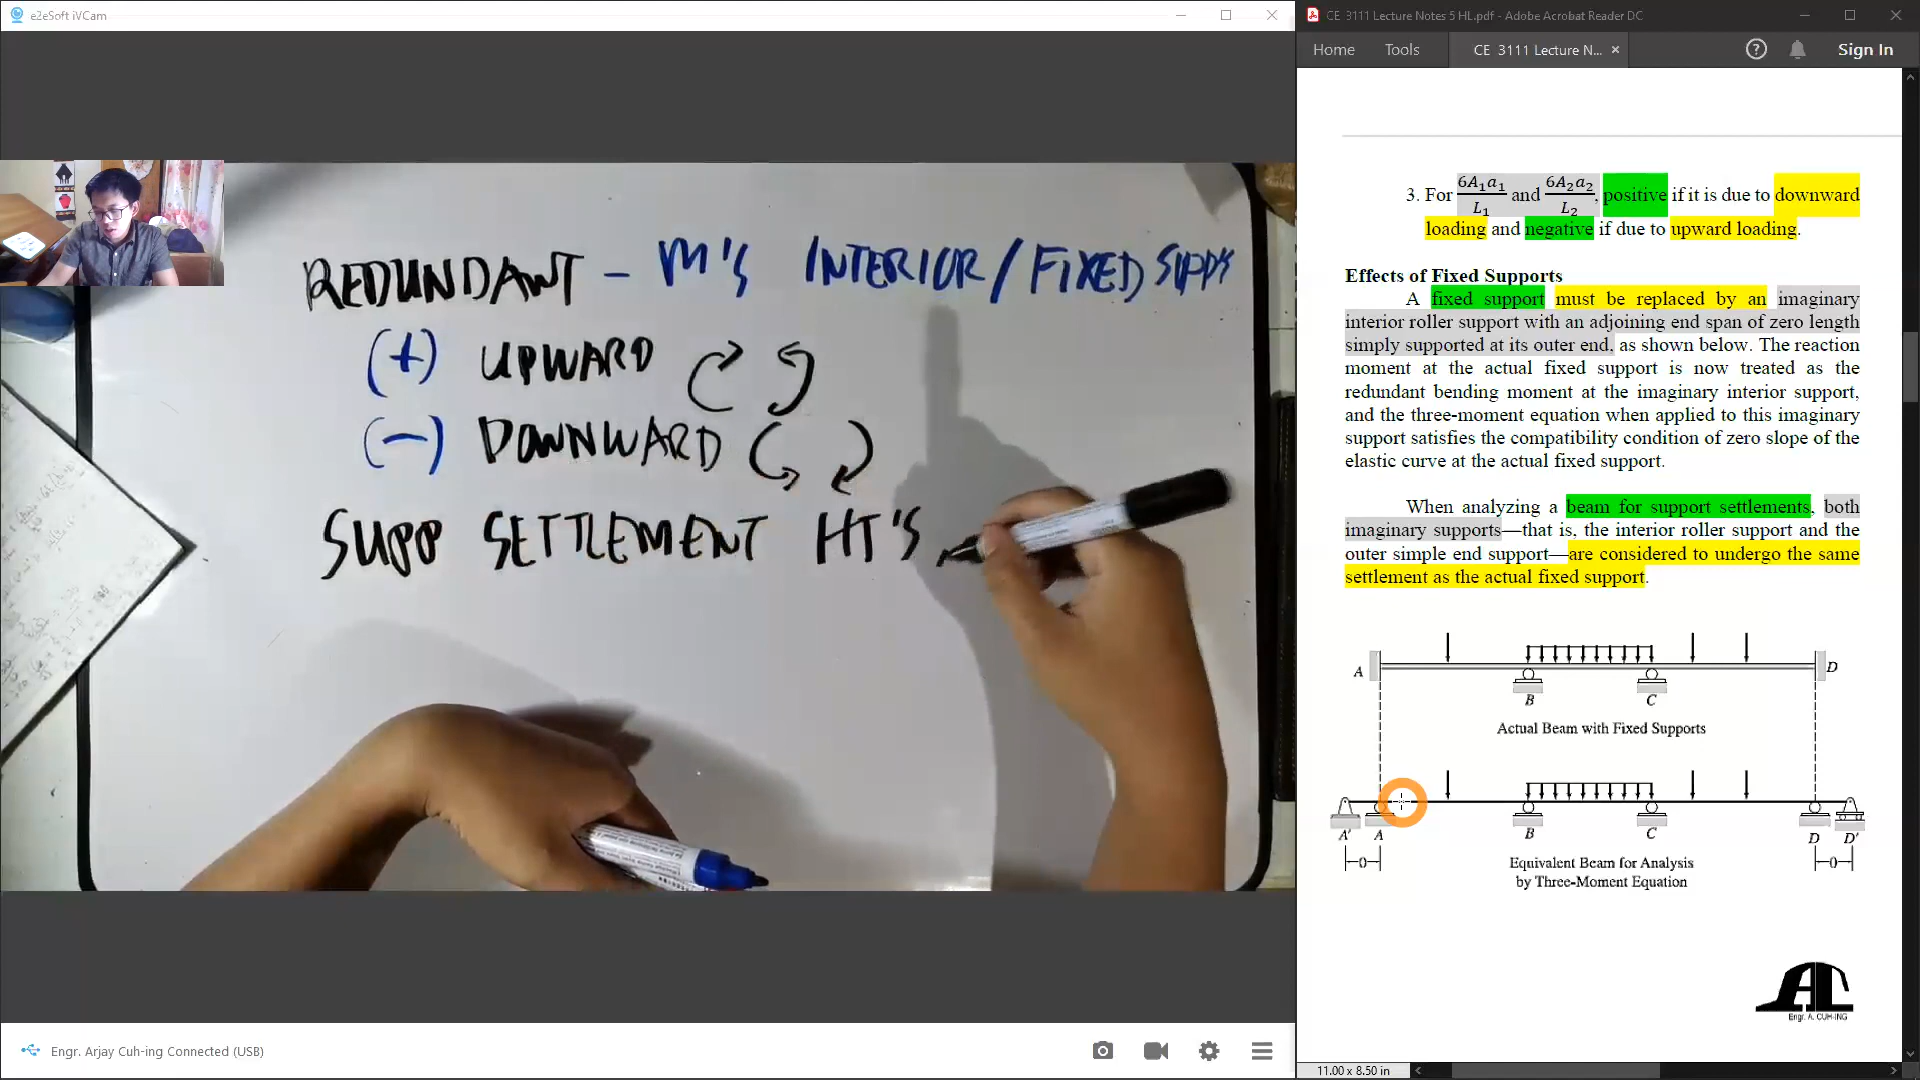 e2eSoft iVCam
REDUNDANT – M's INTERIOR/FIXED SUPP'S
(+) UPWARD
(−) DOWNWARD
SUPP SETTLEMENT HT'S
Engr. Arjay Cuh-ing Connected (USB)
CE 3111 Lecture Notes 5 HL.pdf - Adobe Acrobat Reader DC
Home Tools CE 3111 Lecture N... × Sign In
3. For 6A₁a₁/L₁ and 6A₂a₂/L₂, positive if it is due to downward
loading and negative if due to upward loading.
Effects of Fixed Supports
A fixed support must be replaced by an imaginary
interior roller support with an adjoining end span of zero length
simply supported at its outer end, as shown below. The reaction
moment at the actual fixed support is now treated as the
redundant bending moment at the imaginary interior support,
and the three-moment equation when applied to this imaginary
support satisfies the compatibility condition of zero slope of the
elastic curve at the actual fixed support.
When analyzing a beam for support settlements, both
imaginary supports—that is, the interior roller support and the
outer simple end support—are considered to undergo the same
settlement as the actual fixed support.
A D
B C
Actual Beam with Fixed Supports
A' A B C D D'
0 0
Equivalent Beam for Analysis
by Three-Moment Equation
AC
Engr. A. CUH-ING
11.00 x 8.50 in